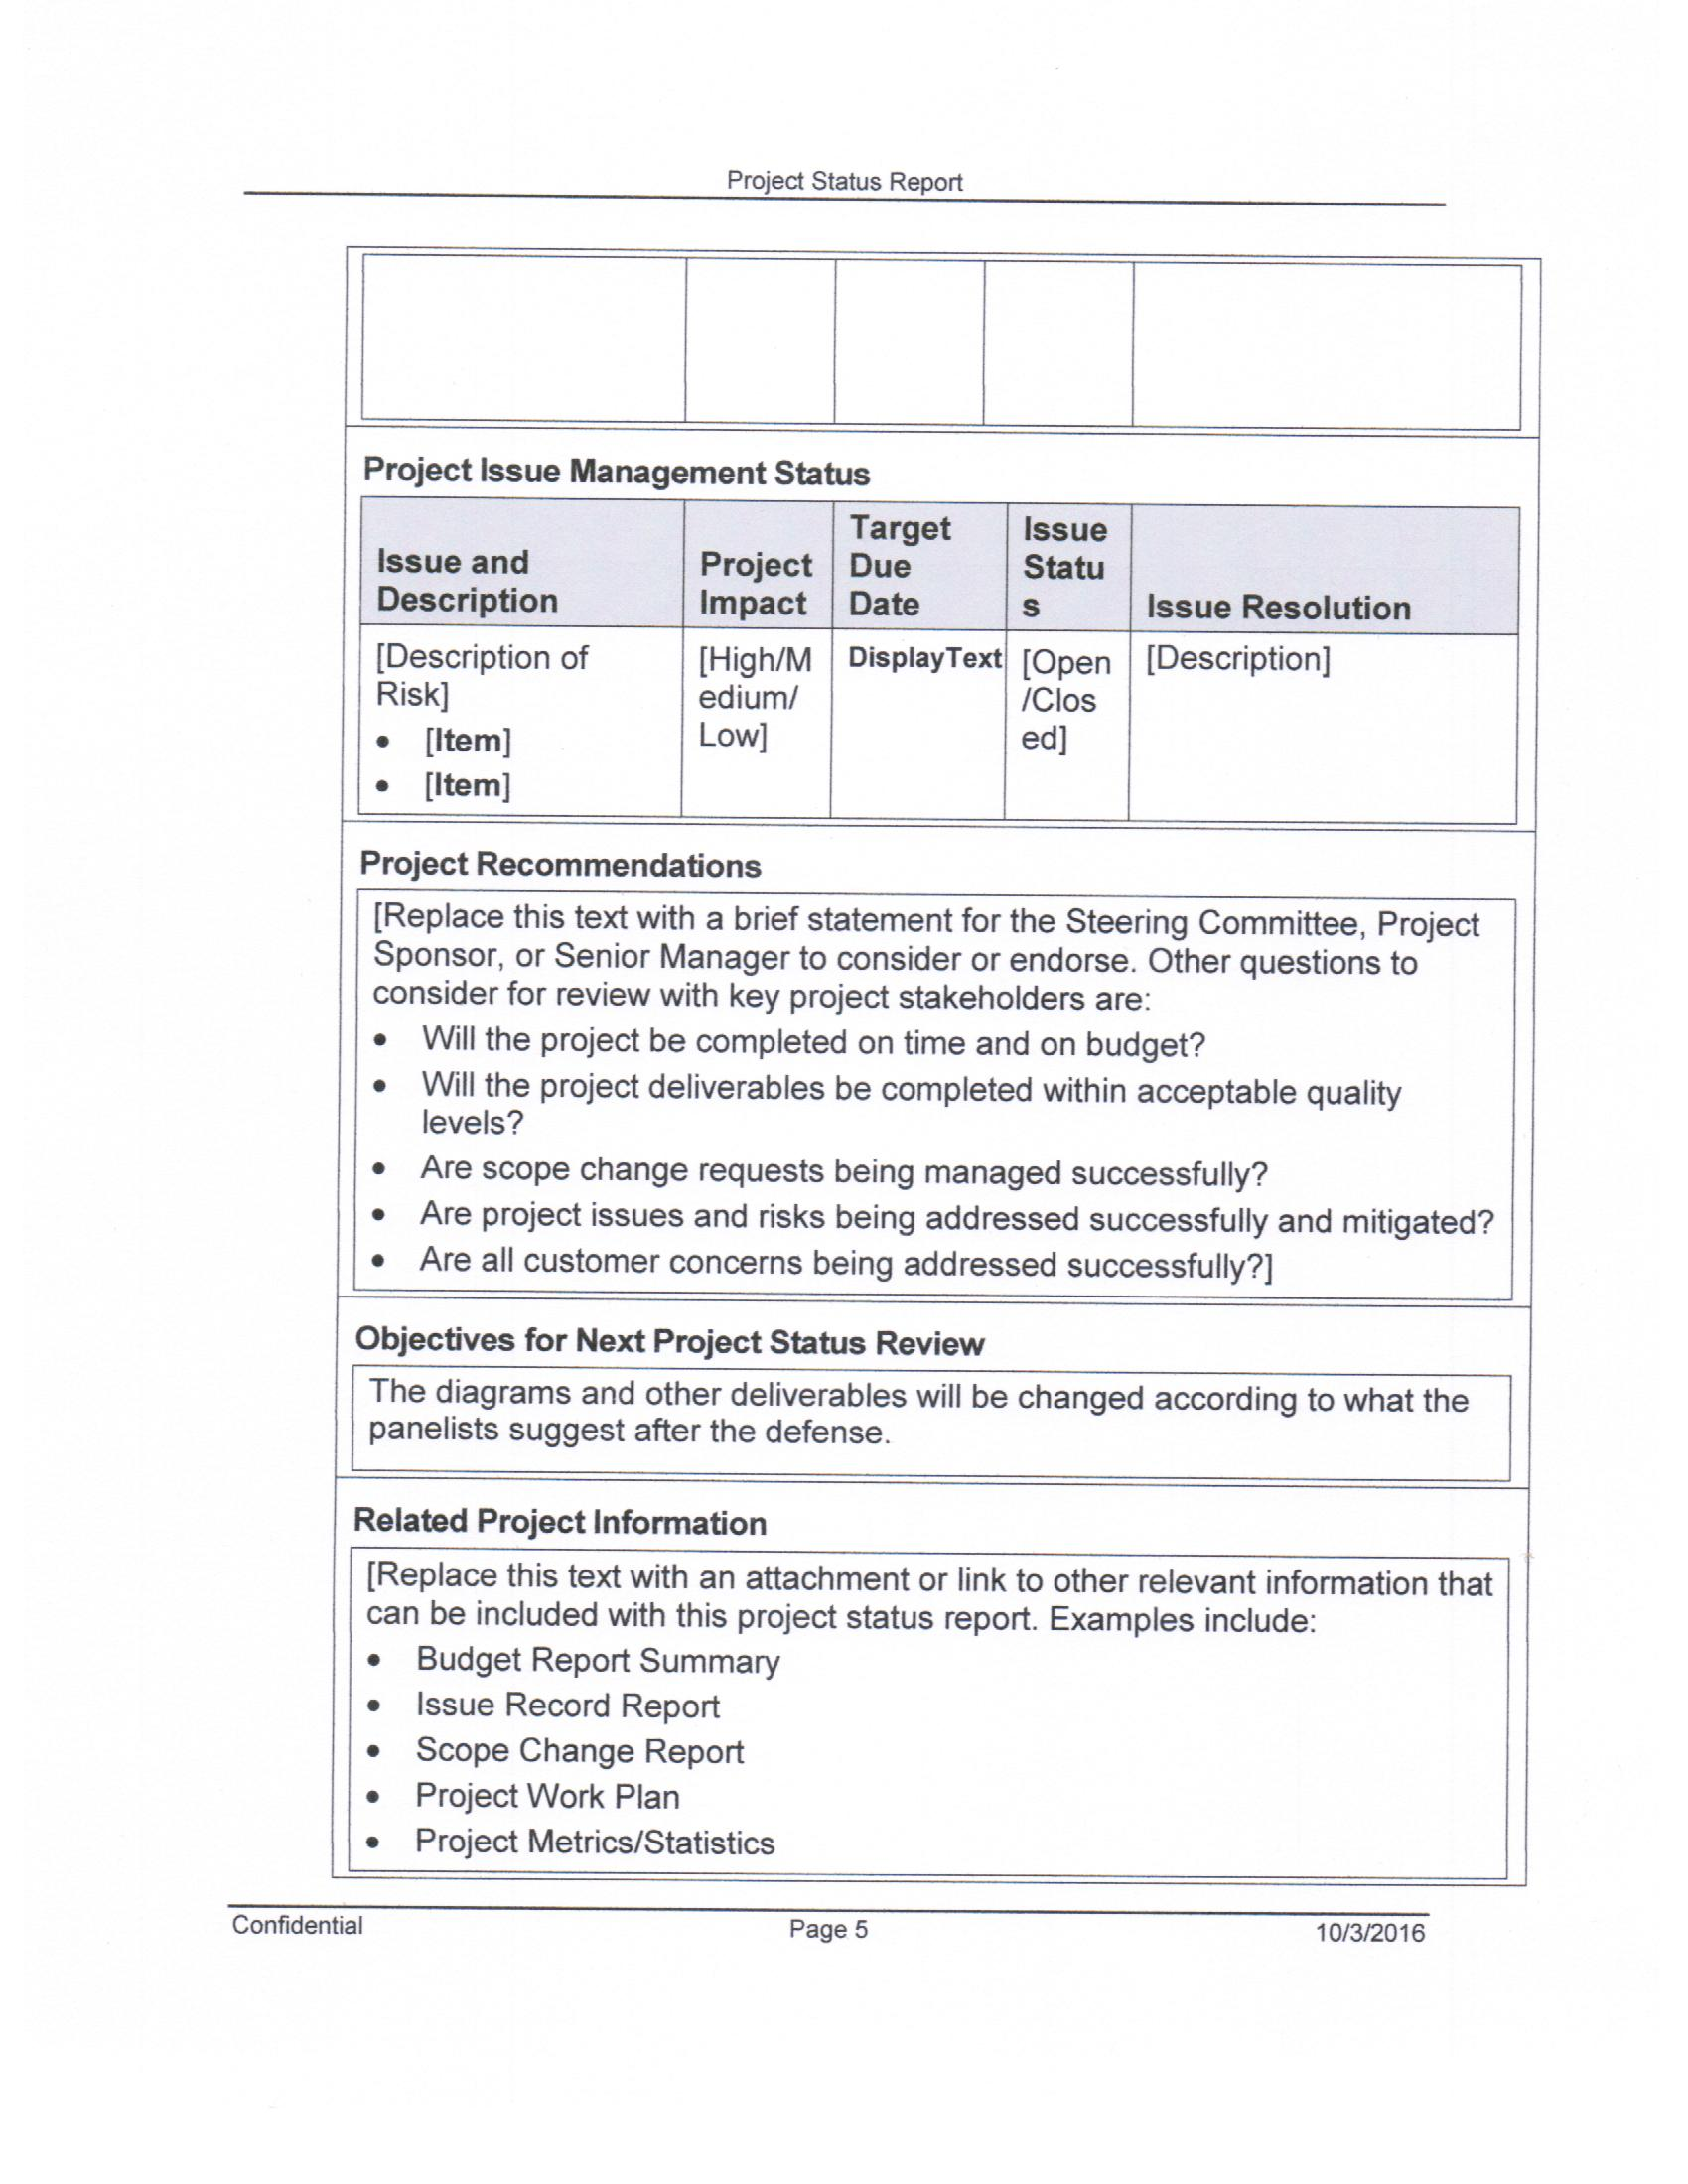 Project Status Report
Project Issue Management Status
Issue and
Description
Project
Impact
Target
Due
Date
Issue
Statu
s
Issue Resolution
[Description of
Risk]
• [Item]
• [Item]
[High/M
edium/
Low]
DisplayText
[Open
/Clos
ed]
[Description]
Project Recommendations
[Replace this text with a brief statement for the Steering Committee, Project
Sponsor, or Senior Manager to consider or endorse. Other questions to
consider for review with key project stakeholders are:
• Will the project be completed on time and on budget?
• Will the project deliverables be completed within acceptable quality
levels?
• Are scope change requests being managed successfully?
• Are project issues and risks being addressed successfully and mitigated?
• Are all customer concerns being addressed successfully?]
Objectives for Next Project Status Review
The diagrams and other deliverables will be changed according to what the
panelists suggest after the defense.
Related Project Information
[Replace this text with an attachment or link to other relevant information that
can be included with this project status report. Examples include:
• Budget Report Summary
• Issue Record Report
• Scope Change Report
• Project Work Plan
• Project Metrics/Statistics
Confidential Page 5 10/3/2016